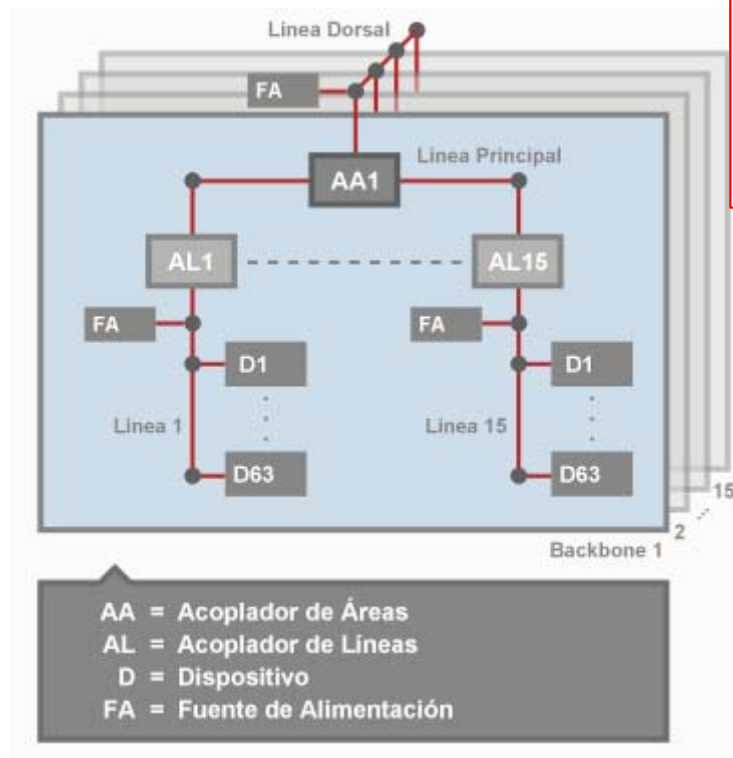 Linea Dorsal
FA
Linea Principal
AA1
AL1
AL15
FA
FA
D1
D1
Linea 1
Linea 15
D63
D63
15
...
2
Backbone 1
AA = Acoplador de Áreas
AL = Acoplador de Líneas
D = Dispositivo
FA = Fuente de Alimentación